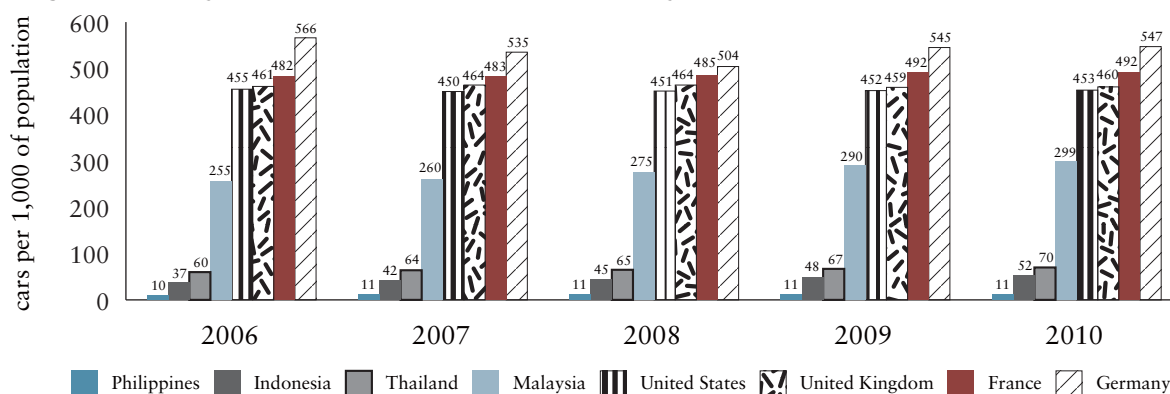 cars per 1,000 of population
600
500
400
300
200
100
0
10 37 60 255 455 461 482 566
11 42 64 260 450 464 483 535
11 45 65 275 451 464 485 504
11 48 67 290 452 459 492 545
11 52 70 299 453 460 492 547
2006 2007 2008 2009 2010
Philippines Indonesia Thailand Malaysia United States United Kingdom France Germany